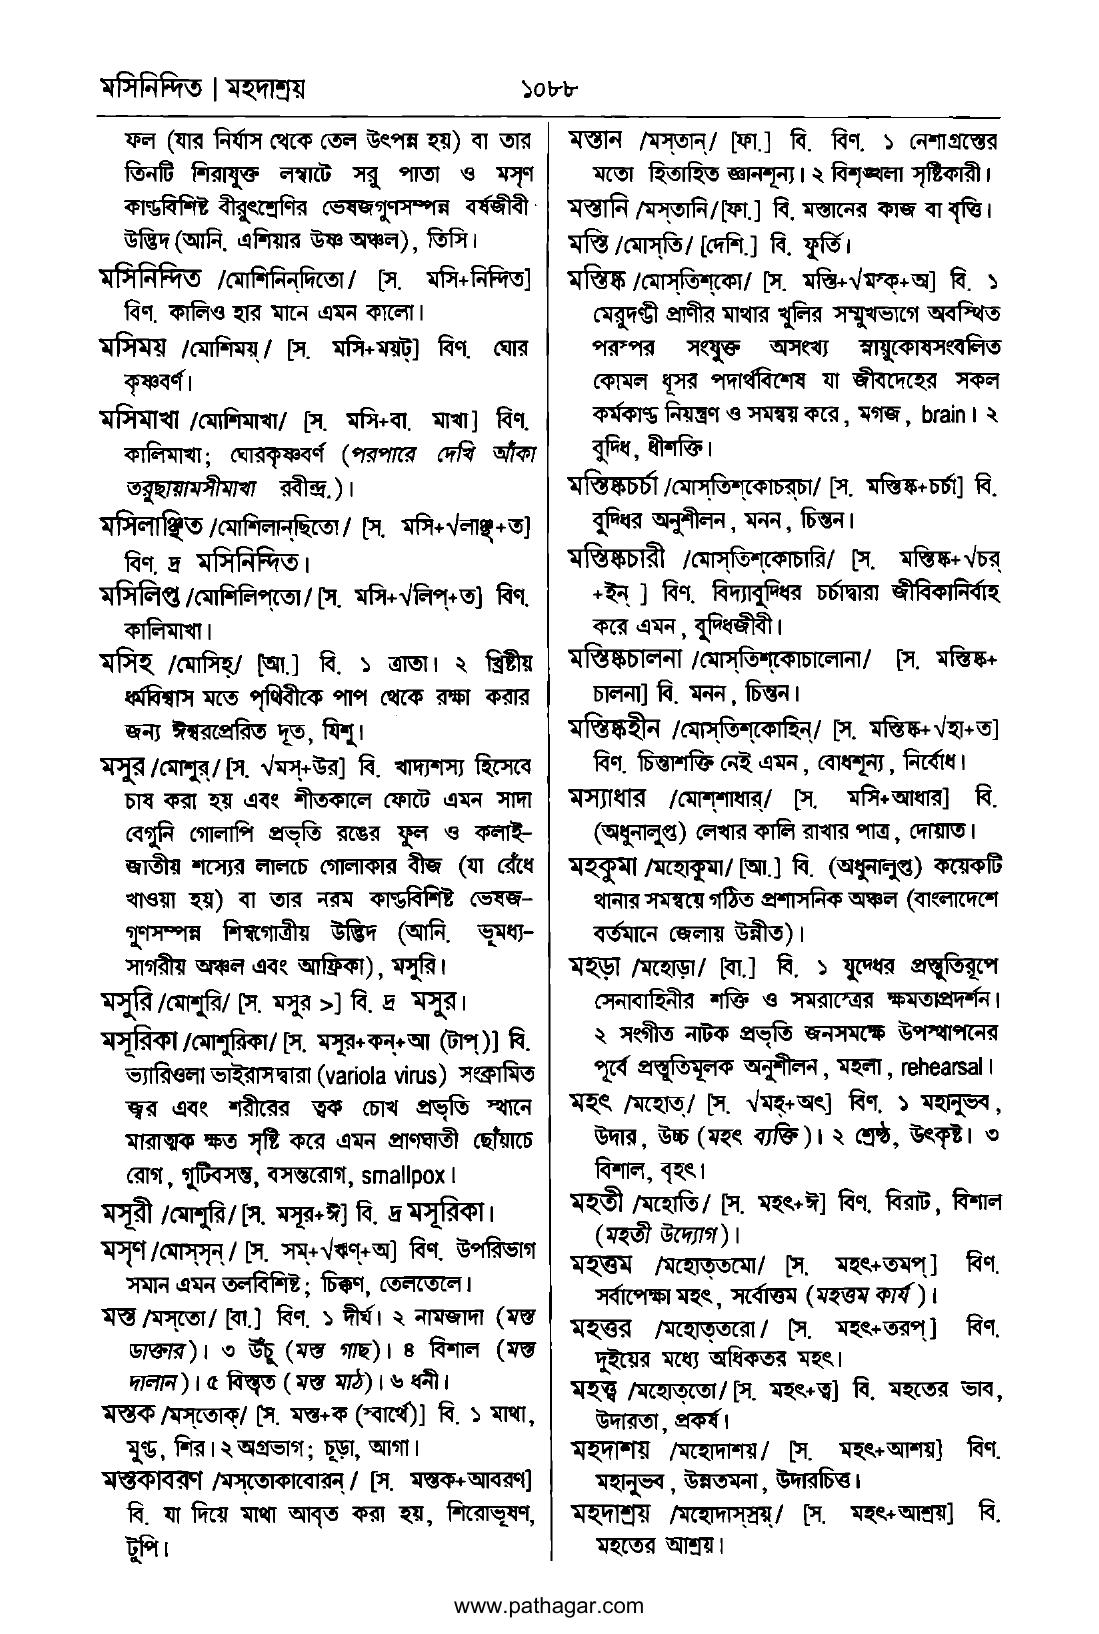 মসিনিন্দিত | মহদাশ্রয়
১০৮৮
ফল (যার নির্যাস থেকে তেল উৎপন্ন হয়) বা তার
তিনটি শিরাযুক্ত লম্বাটে সরু পাতা ও মসৃণ
কাণ্ডবিশিষ্ট বীরুৎশ্রেণির ভেষজগুণসম্পন্ন বর্ষজীবী
উদ্ভিদ (আনি. এশিয়ার উষ্ণ অঞ্চল), তিসি।
মসিনিন্দিত /মোশিনিন্‌দিতো/ [স. মসি+নিন্দিত]
বিণ. কালিও হার মানে এমন কালো।
মসিময় /মোশিময়্/ [স. মসি+ময়ট্] বিণ. ঘোর
কৃষ্ণবর্ণ।
মসিমাখা /মোশিমাখা/ [স. মসি+বা. মাখা] বিণ.
কালিমাখা; ঘোরকৃষ্ণবর্ণ (পরপারে দেখি আঁকা
তরুছায়ামসীমাখা রবীন্দ্র.)।
মসিলাঞ্ছিত /মোশিলান্‌ছিতো/ [স. মসি+√লাঞ্ছ্+ত]
বিণ. দ্র মসিনিন্দিত।
মসিলিপ্ত /মোশিলিপ্‌তো/ [স. মসি+√লিপ্+ত] বিণ.
কালিমাখা।
মসিহ /মোসিহ্/ [আ.] বি. ১ ত্রাতা। ২ খ্রিষ্টীয়
ধর্মবিশ্বাস মতে পৃথিবীকে পাপ থেকে রক্ষা করার
জন্য ঈশ্বরপ্রেরিত দূত, যিশু।
মসুর /মোশুর্/ [স. √মস্+উর] বি. খাদ্যশস্য হিসেবে
চাষ করা হয় এবং শীতকালে ফোটে এমন সাদা
বেগুনি গোলাপি প্রভৃতি রঙের ফুল ও কলাই-
জাতীয় শস্যের লালচে গোলাকার বীজ (যা রেঁধে
খাওয়া হয়) বা তার নরম কাণ্ডবিশিষ্ট ভেষজ-
গুণসম্পন্ন শিম্বগোত্রীয় উদ্ভিদ (আনি. ভূমধ্য-
সাগরীয় অঞ্চল এবং আফ্রিকা), মসুরি।
মসুরি /মোশুরি/ [স. মসুর >] বি. দ্র মসুর।
মসূরিকা /মোশুরিকা/ [স. মসূর+কন্+আ (টাপ্)] বি.
ভ্যারিওলা ভাইরাসদ্বারা (variola virus) সংক্রামিত
জ্বর এবং শরীরের ত্বক চোখ প্রভৃতি স্থানে
মারাত্মক ক্ষত সৃষ্টি করে এমন প্রাণঘাতী ছোঁয়াচে
রোগ, গুটিবসন্ত, বসন্তরোগ, smallpox।
মসূরী /মোশুরি/ [স. মসূর+ঈ] বি. দ্র মসূরিকা।
মসৃণ /মোস্‌সৃন্/ [স. সম্+√ঋণ্+অ] বিণ. উপরিভাগ
সমান এমন তলবিশিষ্ট; চিক্কণ, তেলতেলে।
মস্ত /মস্‌তো/ [বা.] বিণ. ১ দীর্ঘ। ২ নামজাদা (মস্ত
ডাক্তার)। ৩ উঁচু (মস্ত গাছ)। ৪ বিশাল (মস্ত
দালান)। ৫ বিস্তৃত (মস্ত মাঠ)। ৬ ধনী।
মস্তক /মস্‌তোক্/ [স. মস্ত+ক (স্বার্থে)] বি. ১ মাথা,
মুণ্ড, শির। ২ অগ্রভাগ; চূড়া, আগা।
মস্তকাবরণ /মস্‌তোকাবোরন্/ [স. মস্তক+আবরণ]
বি. যা দিয়ে মাথা আবৃত করা হয়, শিরোভূষণ,
টুপি।
মস্তান /মস্‌তান্/ [ফা.] বি. বিণ. ১ নেশাগ্রস্তের
মতো হিতাহিত জ্ঞানশূন্য। ২ বিশৃঙ্খলা সৃষ্টিকারী।
মস্তানি /মস্‌তানি/ [ফা.] বি. মস্তানের কাজ বা বৃত্তি।
মস্তি /মোস্‌তি/ [দেশি.] বি. ফূর্তি।
মস্তিষ্ক /মোস্‌তিশ্‌কো/ [স. মস্তি+√মস্ক্+অ] বি. ১
মেরুদণ্ডী প্রাণীর মাথার খুলির সম্মুখভাগে অবস্থিত
পরস্পর সংযুক্ত অসংখ্য স্নায়ুকোষসংবলিত
কোমল ধূসর পদার্থবিশেষ যা জীবদেহের সকল
কর্মকাণ্ড নিয়ন্ত্রণ ও সমন্বয় করে, মগজ, brain। ২
বুদ্ধি, ধীশক্তি।
মস্তিষ্কচর্চা /মোস্‌তিশ্‌কোচর্‌চা/ [স. মস্তিষ্ক+চর্চা] বি.
বুদ্ধির অনুশীলন, মনন, চিন্তন।
মস্তিষ্কচারী /মোস্‌তিশ্‌কোচারি/ [স. মস্তিষ্ক+√চর্
+ইন্ ] বিণ. বিদ্যাবুদ্ধির চর্চাদ্বারা জীবিকানির্বাহ
করে এমন, বুদ্ধিজীবী।
মস্তিষ্কচালনা /মোস্‌তিশ্‌কোচালোনা/ [স. মস্তিষ্ক+
চালনা] বি. মনন, চিন্তন।
মস্তিষ্কহীন /মোস্‌তিশ্‌কোহিন্/ [স. মস্তিষ্ক+√হা+ত]
বিণ. চিন্তাশক্তি নেই এমন, বোধশূন্য, নির্বোধ।
মস্যাধার /মোশ্‌শাধার্/ [স. মসি+আধার] বি.
(অধুনালুপ্ত) লেখার কালি রাখার পাত্র, দোয়াত।
মহকুমা /মহোকুমা/ [আ.] বি. (অধুনালুপ্ত) কয়েকটি
থানার সমন্বয়ে গঠিত প্রশাসনিক অঞ্চল (বাংলাদেশে
বর্তমানে জেলায় উন্নীত)।
মহড়া /মহোড়া/ [বা.] বি. ১ যুদ্ধের প্রস্তুতিরূপে
সেনাবাহিনীর শক্তি ও সমরাস্ত্রের ক্ষমতাপ্রদর্শন।
২ সংগীত নাটক প্রভৃতি জনসমক্ষে উপস্থাপনের
পূর্বে প্রস্তুতিমূলক অনুশীলন, মহলা, rehearsal।
মহৎ /মহোত্/ [স. √মহ্+অৎ] বিণ. ১ মহানুভব,
উদার, উচ্চ (মহৎ ব্যক্তি)। ২ শ্রেষ্ঠ, উৎকৃষ্ট। ৩
বিশাল, বৃহৎ।
মহতী /মহোতি/ [স. মহৎ+ঈ] বিণ. বিরাট, বিশাল
(মহতী উদ্যোগ)।
মহত্তম /মহোত্‌তমো/ [স. মহৎ+তমপ্] বিণ.
সর্বাপেক্ষা মহৎ, সর্বোত্তম (মহত্তম কার্য)।
মহত্তর /মহোত্‌তরো/ [স. মহৎ+তরপ্] বিণ.
দুইয়ের মধ্যে অধিকতর মহৎ।
মহত্ত্ব /মহোত্‌তো/ [স. মহৎ+ত্ব] বি. মহতের ভাব,
উদারতা, প্রকর্ষ।
মহদাশয় /মহোদাশয়/ [স. মহৎ+আশয়] বিণ.
মহানুভব, উন্নতমনা, উদারচিত্ত।
মহদাশ্রয় /মহোদাস্‌স্রয়্/ [স. মহৎ+আশ্রয়] বি.
মহতের আশ্রয়।
www.pathagar.com